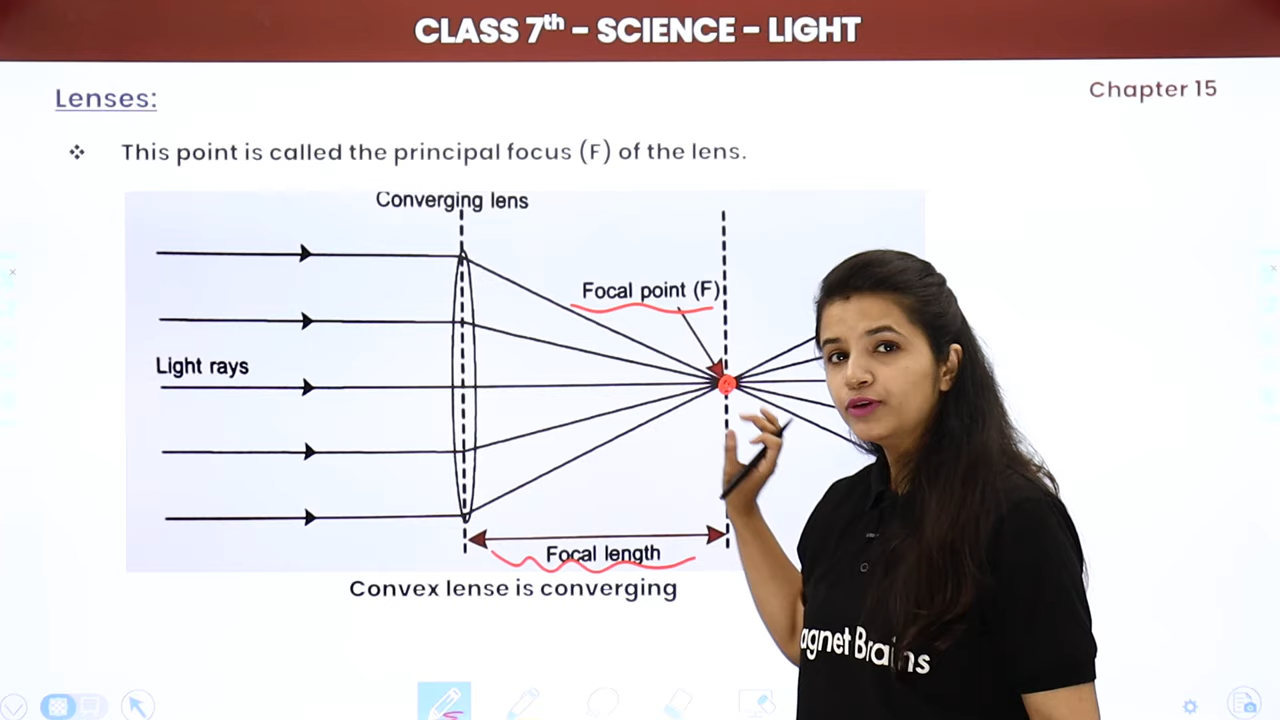 CLASS 7th - SCIENCE - LIGHT
Lenses:
Chapter 15
❖ This point is called the principal focus (F) of the lens.
Converging lens
Focal point (F)
Light rays
Focal length
Convex lense is converging
agnet Brains